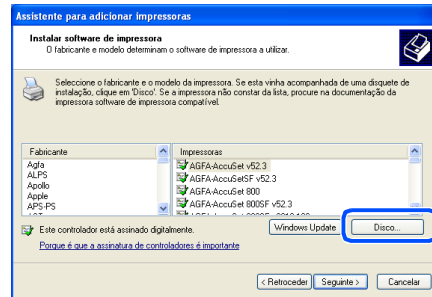 Assistente para adicionar impressoras
Instalar software de impressora
O fabricante e modelo determinam o software de impressora a utilizar.
Seleccione o fabricante e o modelo da impressora. Se esta vinha acompanhada de uma disquete de
instalação, clique em 'Disco'. Se a impressora não constar da lista, procure na documentação da
impressora software de impressora compatível.
Fabricante
Agfa
ALPS
Apollo
Apple
APS-PS
Impressoras
AGFA-AccuSet v52.3
AGFA-AccuSetSF v52.3
AGFA-AccuSet 800
AGFA-AccuSet 800SF v52.3
Este controlador está assinado digitalmente.
Porque é que a assinatura de controladores é importante
Windows Update
Disco...
< Retroceder
Seguinte >
Cancelar